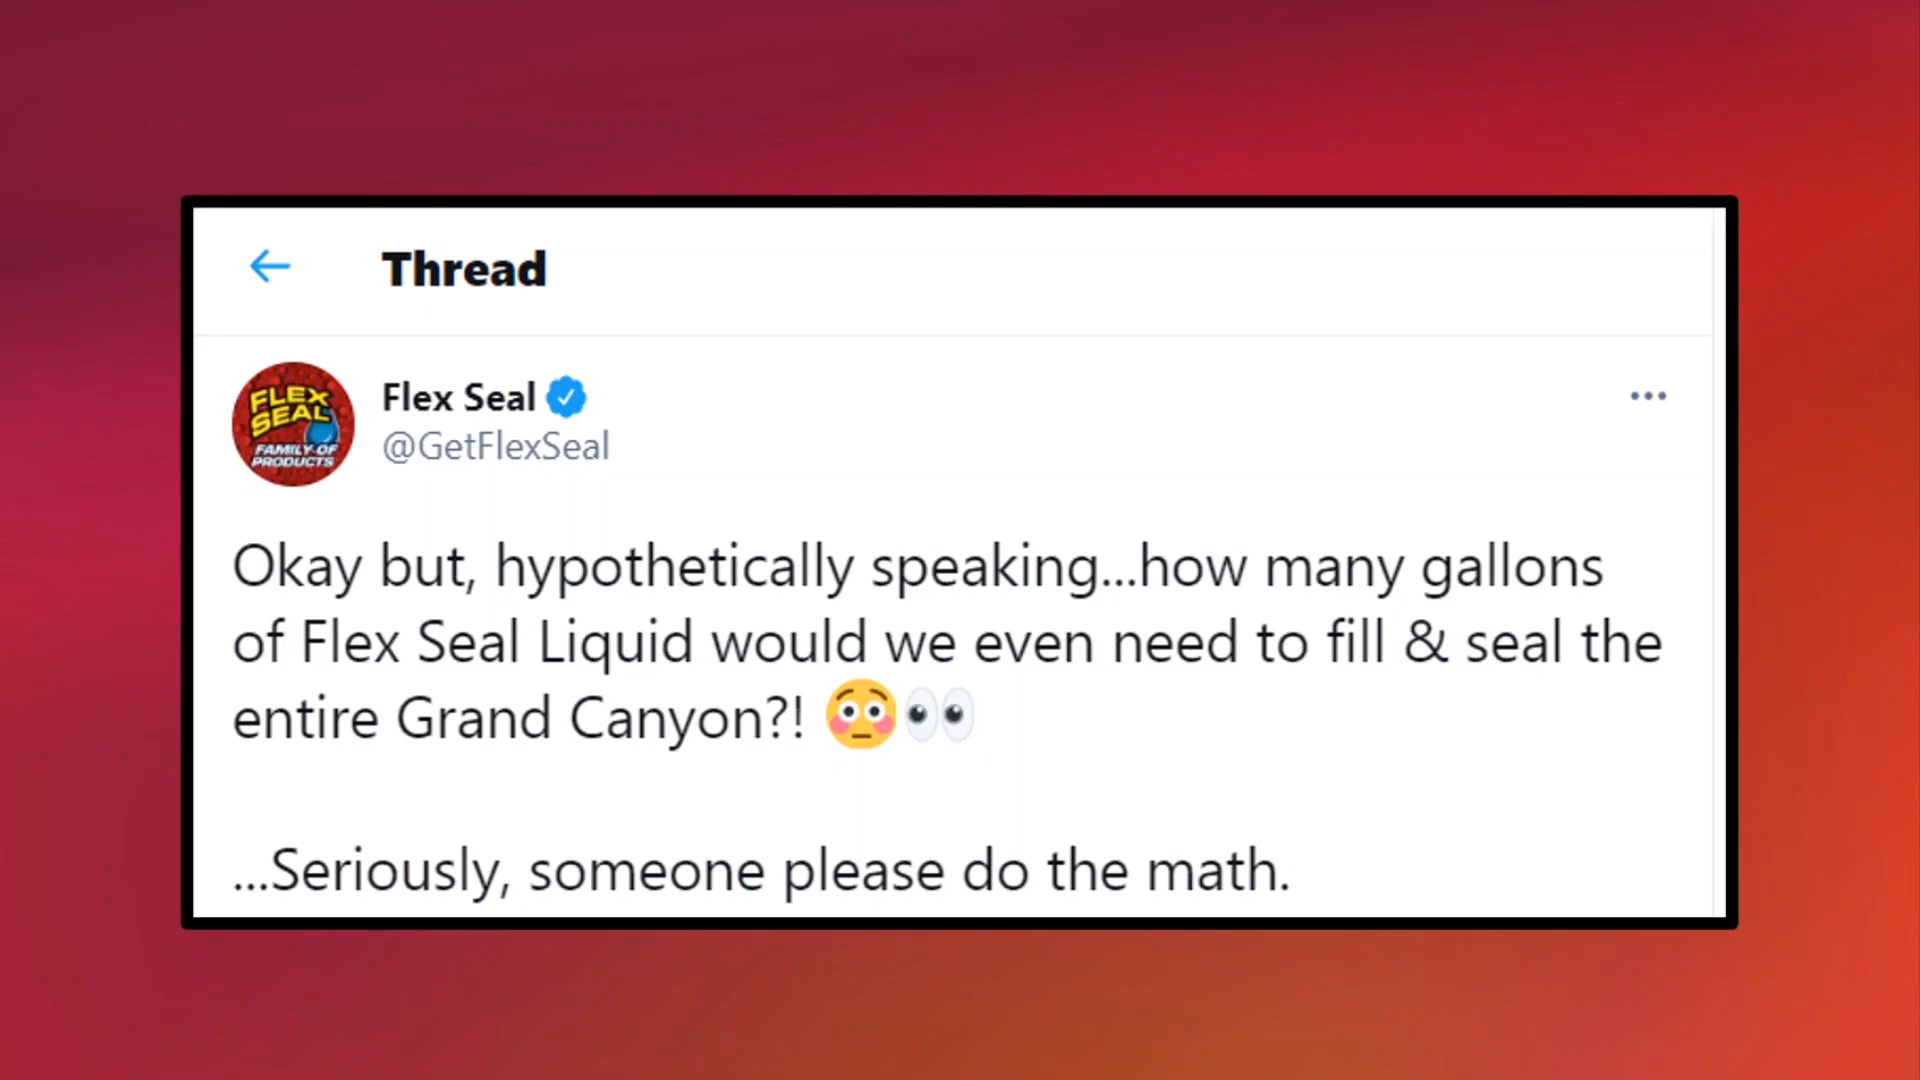 Thread
FLEX
SEAL
FAMILY OF
PRODUCTS
Flex Seal
@GetFlexSeal
Okay but, hypothetically speaking...how many gallons
of Flex Seal Liquid would we even need to fill & seal the
entire Grand Canyon?! 😳👀
...Seriously, someone please do the math.